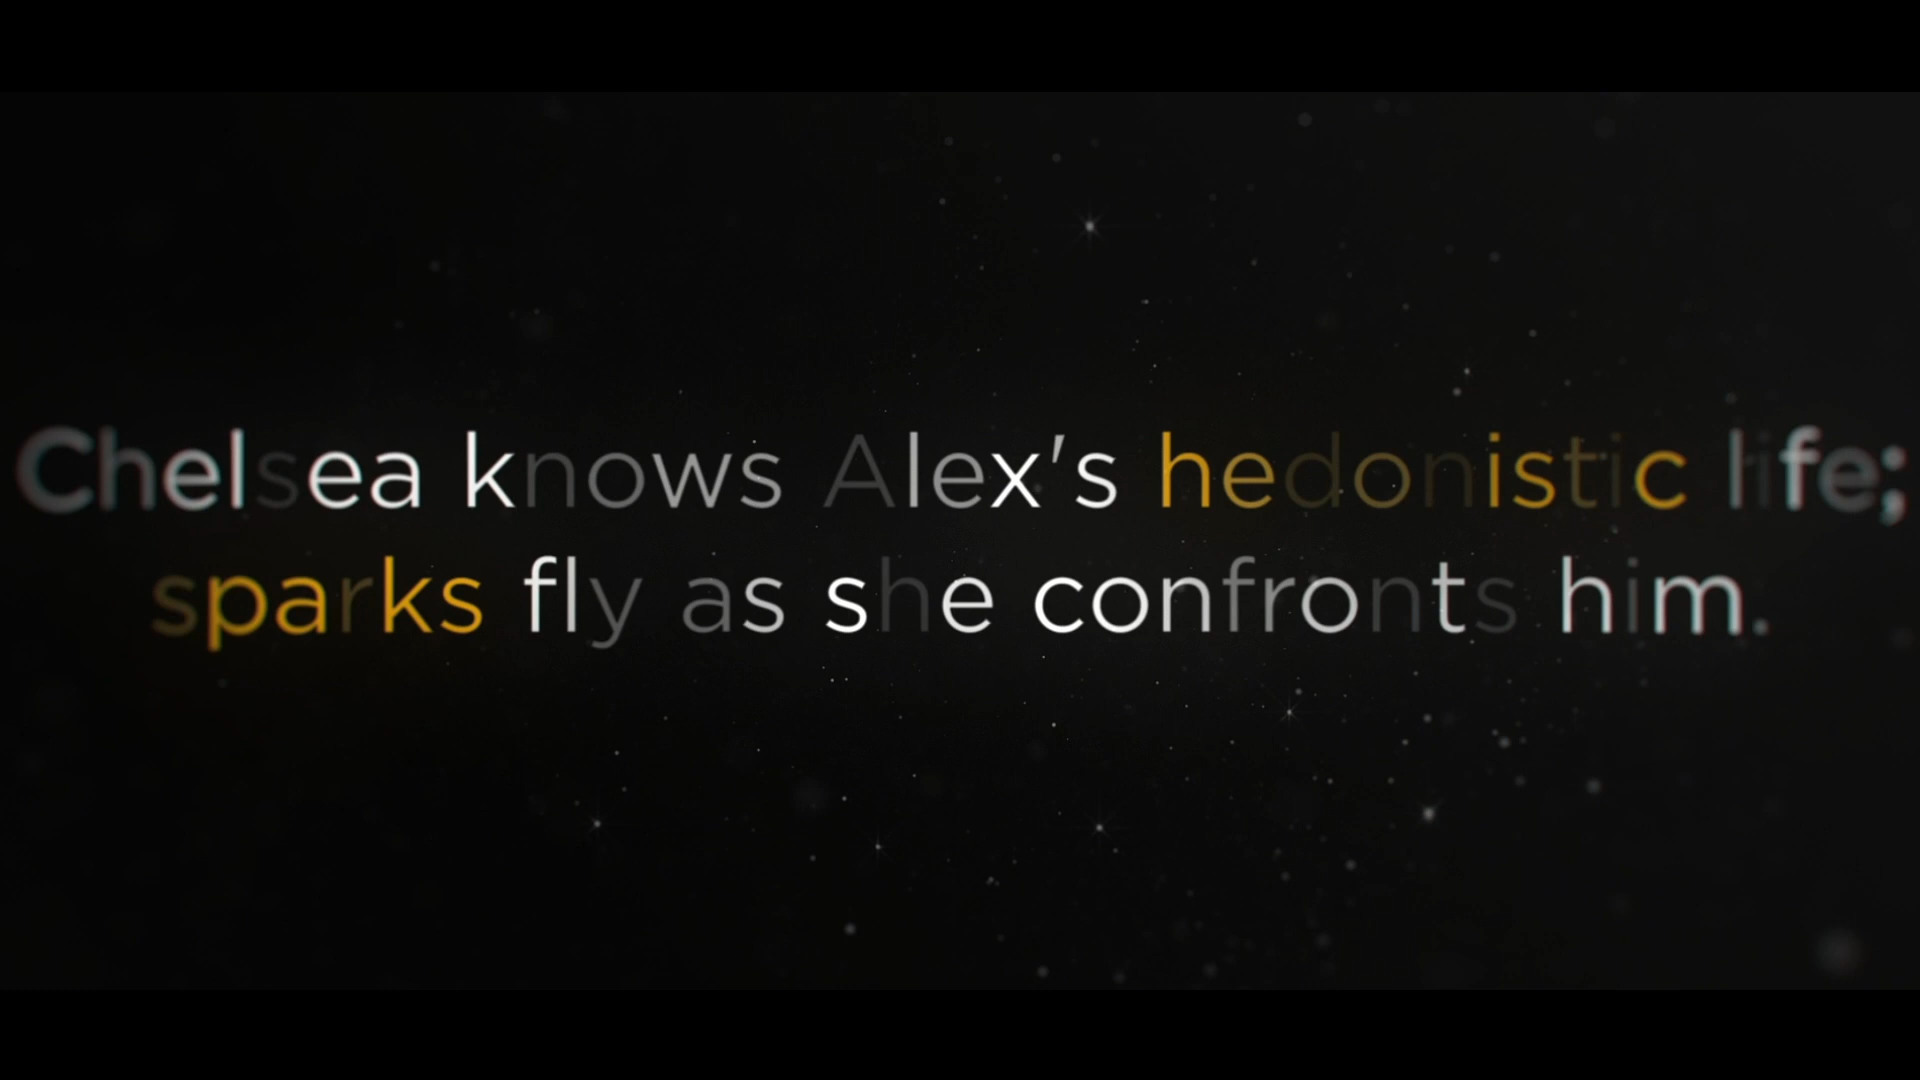 Chelsea knows Alex's hedonistic life;
sparks fly as she confronts him.